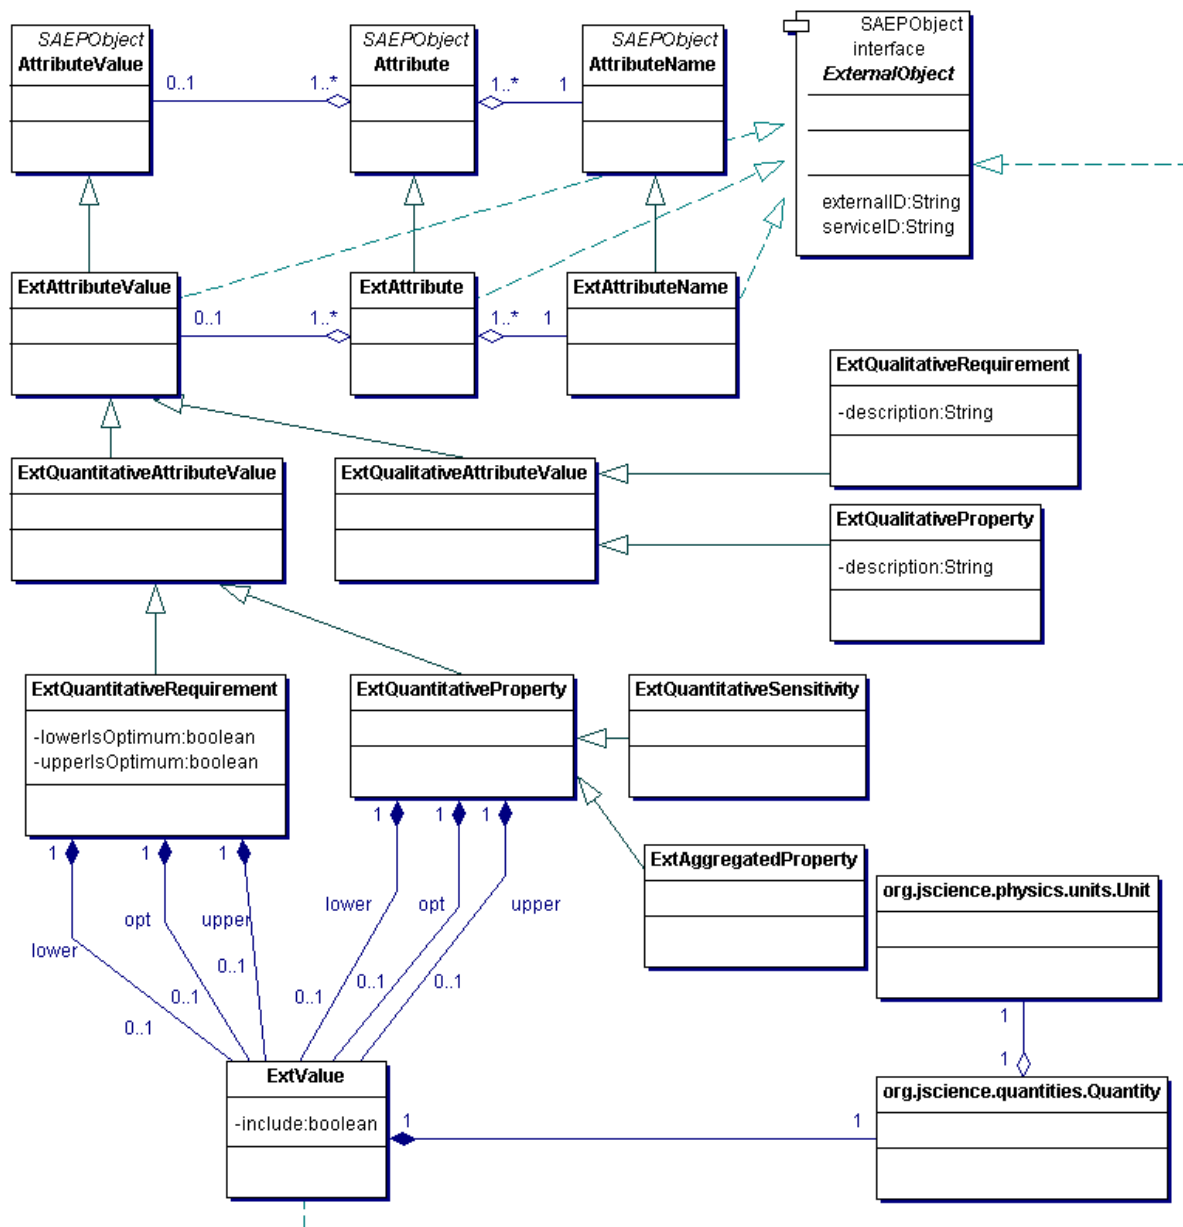 SAEPObject
AttributeValue
SAEPObject
Attribute
SAEPObject
AttributeName
SAEPObject
interface
ExternalObject
externalID:String
serviceID:String
0..1
1..*
1..*
1
ExtAttributeValue
ExtAttribute
ExtAttributeName
0..1
1..*
1..*
1
ExtQualitativeRequirement
-description:String
ExtQuantitativeAttributeValue
ExtQualitativeAttributeValue
ExtQualitativeProperty
-description:String
ExtQuantitativeRequirement
-lowerIsOptimum:boolean
-upperIsOptimum:boolean
ExtQuantitativeProperty
ExtQuantitativeSensitivity
1
1
1
1
1
1
ExtAggregatedProperty
org.jscience.physics.units.Unit
lower
opt
upper
lower
opt
upper
0..1
0..1
0..1
0..1
0..1
0..1
1
1
ExtValue
-include:boolean
1
1
org.jscience.quantities.Quantity